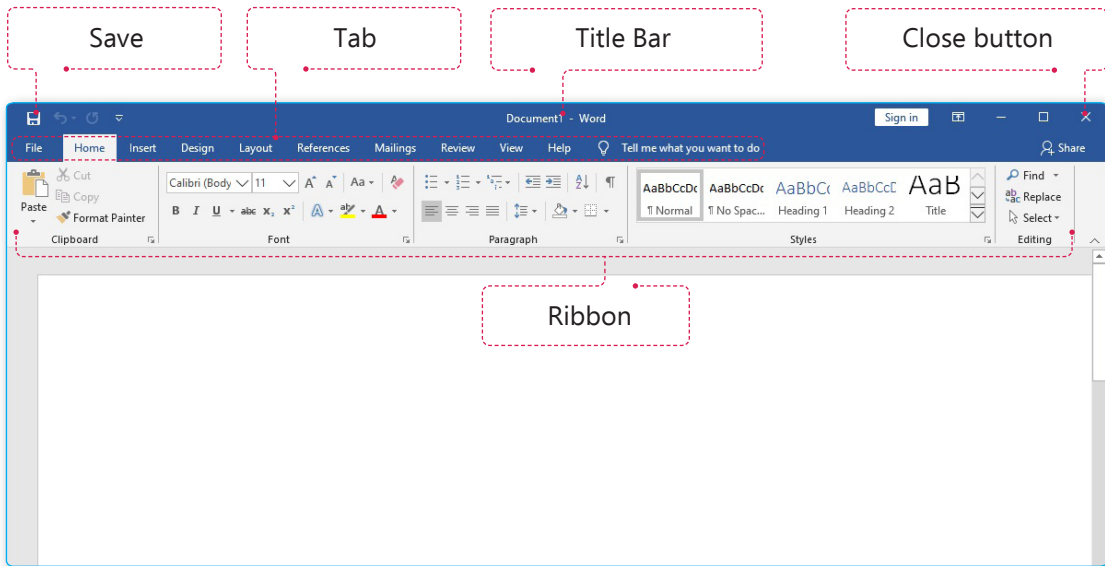 Save Tab Title Bar Close button
Document1 - Word Sign in
File Home Insert Design Layout References Mailings Review View Help Tell me what you want to do Share
Paste
Cut
Copy
Format Painter
Clipboard
Calibri (Body 11 A A Aa
B I U abc X₂ X² A ab A
Font
Paragraph
AaBbCcDc AaBbCcDc AaBbCc AaBbCcC AaB
¶ Normal ¶ No Spac... Heading 1 Heading 2 Title
Styles
Find
Replace
Select
Editing
Ribbon